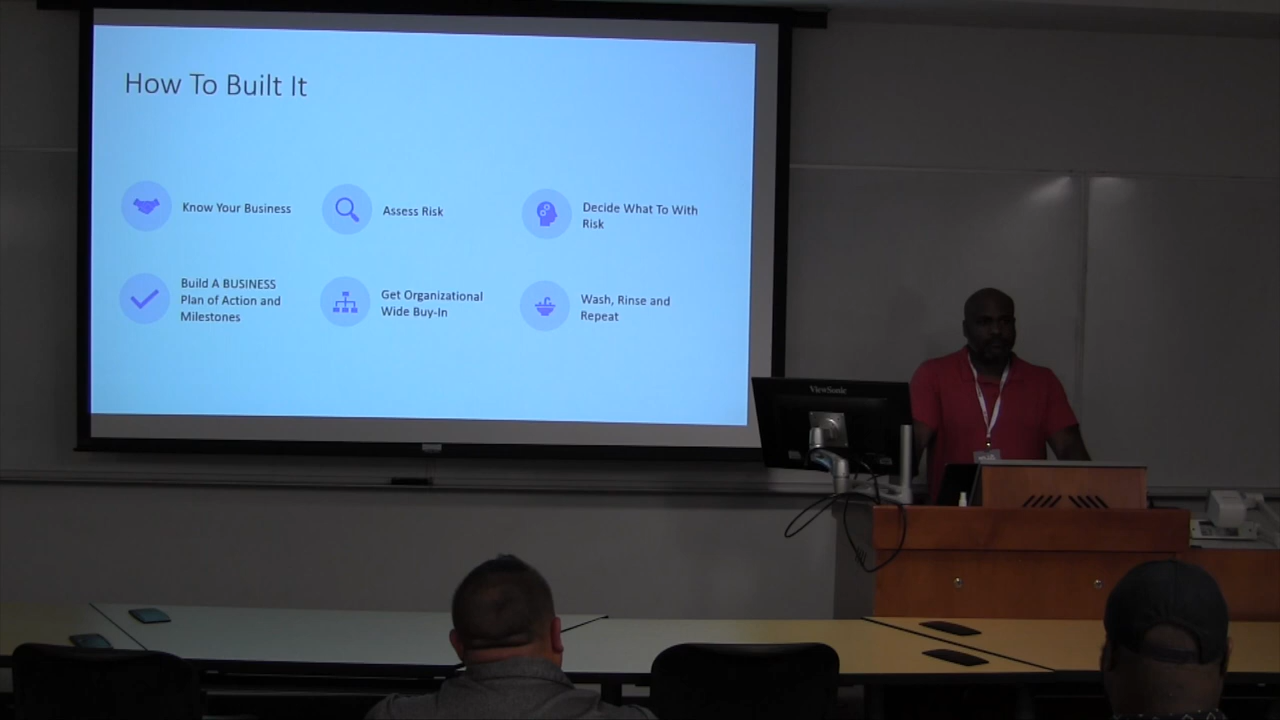 How To Built It
Know Your Business
Assess Risk
Decide What To With
Risk
Build A BUSINESS
Plan of Action and
Milestones
Get Organizational
Wide Buy-In
Wash, Rinse and
Repeat
ViewSonic